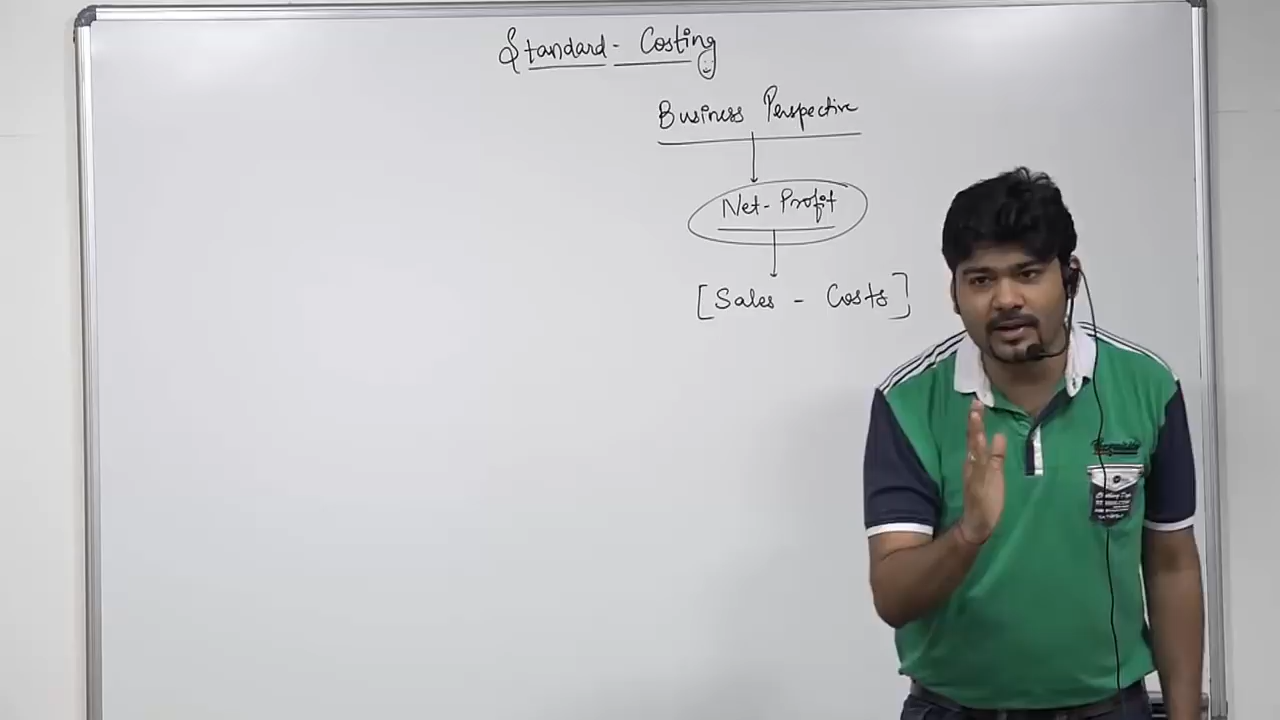 Standard - Costing
Business Perspective
Net - Profit
[Sales - Costs]